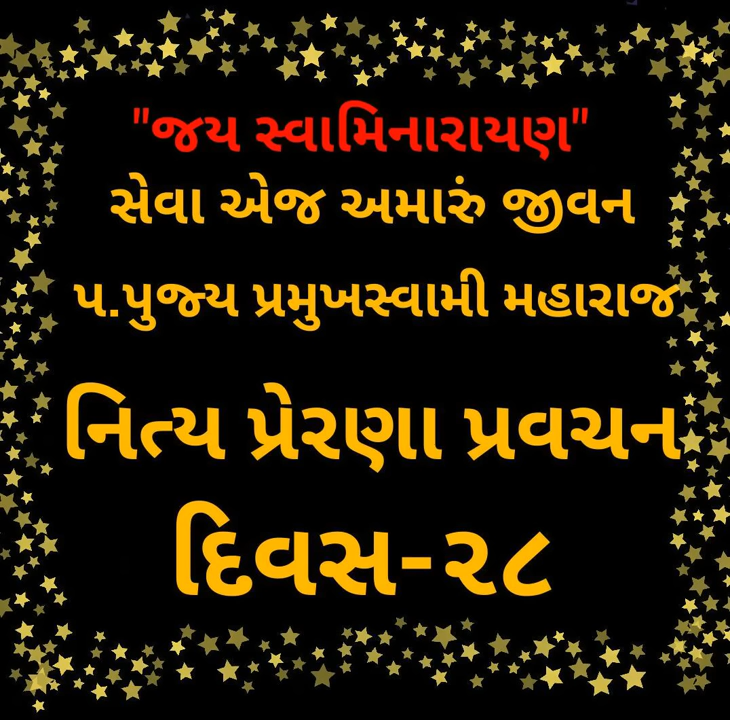 "જય સ્વામિનારાયણ"
સેવા એજ અમારું જીવન
પ.પુજ્ય પ્રમુખસ્વામી મહારાજ
નિત્ય પ્રેરણા પ્રવચન
દિવસ-૨૮